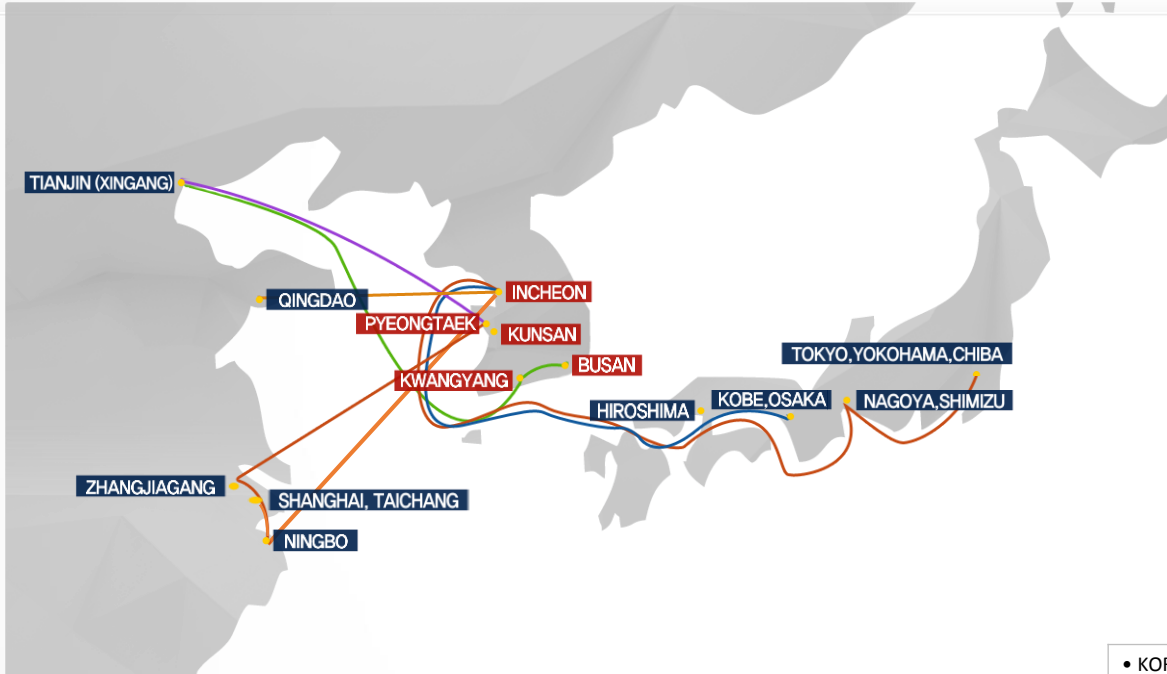 TIANJIN (XINGANG)
QINGDAO
INCHEON
PYEONGTAEK
KUNSAN
BUSAN
KWANGYANG
TOKYO,YOKOHAMA,CHIBA
HIROSHIMA
KOBE,OSAKA
NAGOYA,SHIMIZU
ZHANGJIAGANG
SHANGHAI, TAICHANG
NINGBO